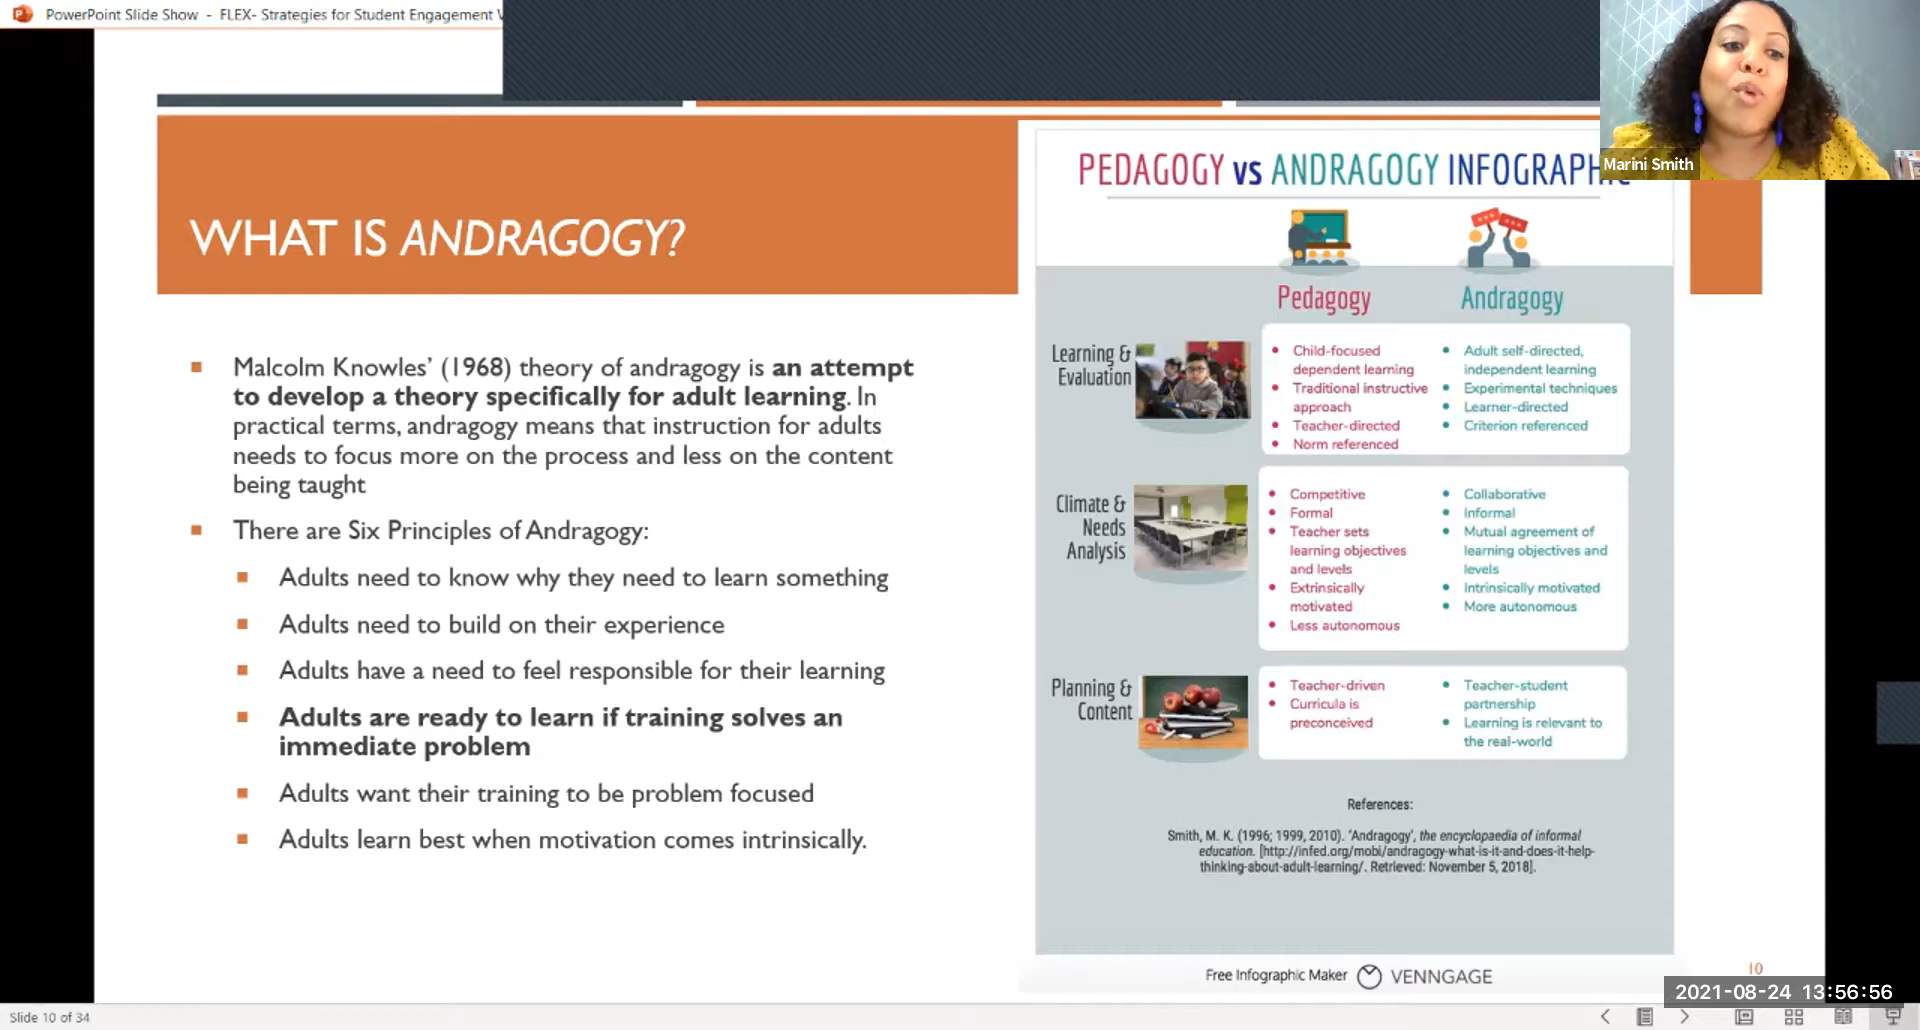 PowerPoint Slide Show - FLEX- Strategies for Student Engagement
Marini Smith
WHAT IS ANDRAGOGY?
Malcolm Knowles’ (1968) theory of andragogy is an attempt
to develop a theory specifically for adult learning. In
practical terms, andragogy means that instruction for adults
needs to focus more on the process and less on the content
being taught
There are Six Principles of Andragogy:
Adults need to know why they need to learn something
Adults need to build on their experience
Adults have a need to feel responsible for their learning
Adults are ready to learn if training solves an
immediate problem
Adults want their training to be problem focused
Adults learn best when motivation comes intrinsically.
PEDAGOGY vs ANDRAGOGY
Pedagogy
Andragogy
Learning &
Evaluation
Child-focused
dependent learning
Traditional instructive
approach
Teacher-directed
Norm referenced
Adult self-directed,
independent learning
Experimental techniques
Learner-directed
Criterion referenced
Climate &
Needs
Analysis
Competitive
Formal
Teacher sets
learning objectives
and levels
Extrinsically
motivated
Less autonomous
Collaborative
Informal
Mutual agreement of
learning objectives and
levels
Intrinsically motivated
More autonomous
Planning &
Content
Teacher-driven
Curricula is
preconceived
Teacher-student
partnership
Learning is relevant to
the real-world
References:
Smith, M. K. (1996; 1999, 2010). ‘Andragogy’, the encyclopaedia of informal
education. [http://infed.org/mobi/andragogy-what-is-it-and-does-it-help-
thinking-about-adult-learning/. Retrieved: November 5, 2018].
Free Infographic Maker VENNGAGE
10
2021-08-24 13:56:56
Slide 10 of 34